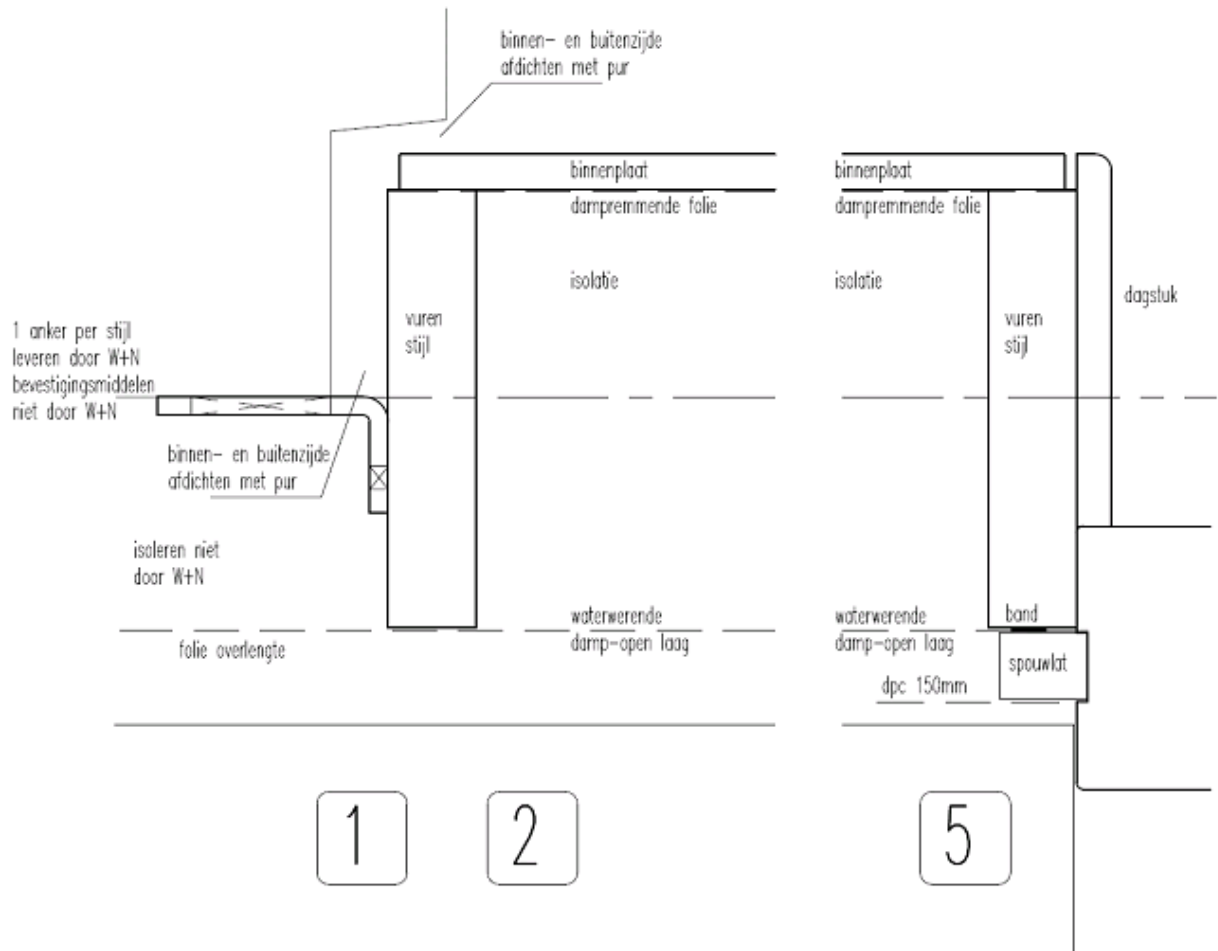 binnen- en buitenzijde
afdichten met pur
binnenplaat
binnenplaat
dampremmende folie
dampremmende folie
isolatie
isolatie
dagstuk
vuren
stijl
vuren
stijl
1 anker per stijl
leveren door W+N
bevestigingsmiddelen
niet door W+N
binnen- en buitenzijde
afdichten met pur
isoleren niet
door W+N
folie overlengte
waterwerende
damp-open laag
waterwerende
damp-open laag
band
spouwlat
dpc 150mm
1
2
5